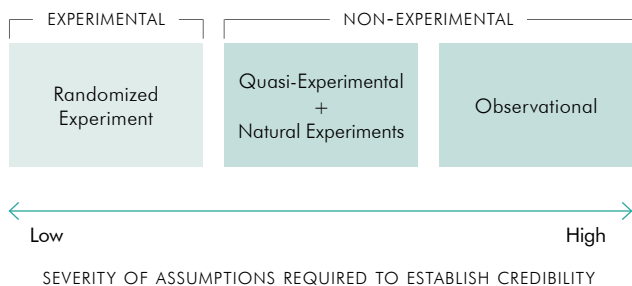 EXPERIMENTAL
NON-EXPERIMENTAL
Randomized
Experiment
Quasi-Experimental
+
Natural Experiments
Observational
Low
High
SEVERITY OF ASSUMPTIONS REQUIRED TO ESTABLISH CREDIBILITY